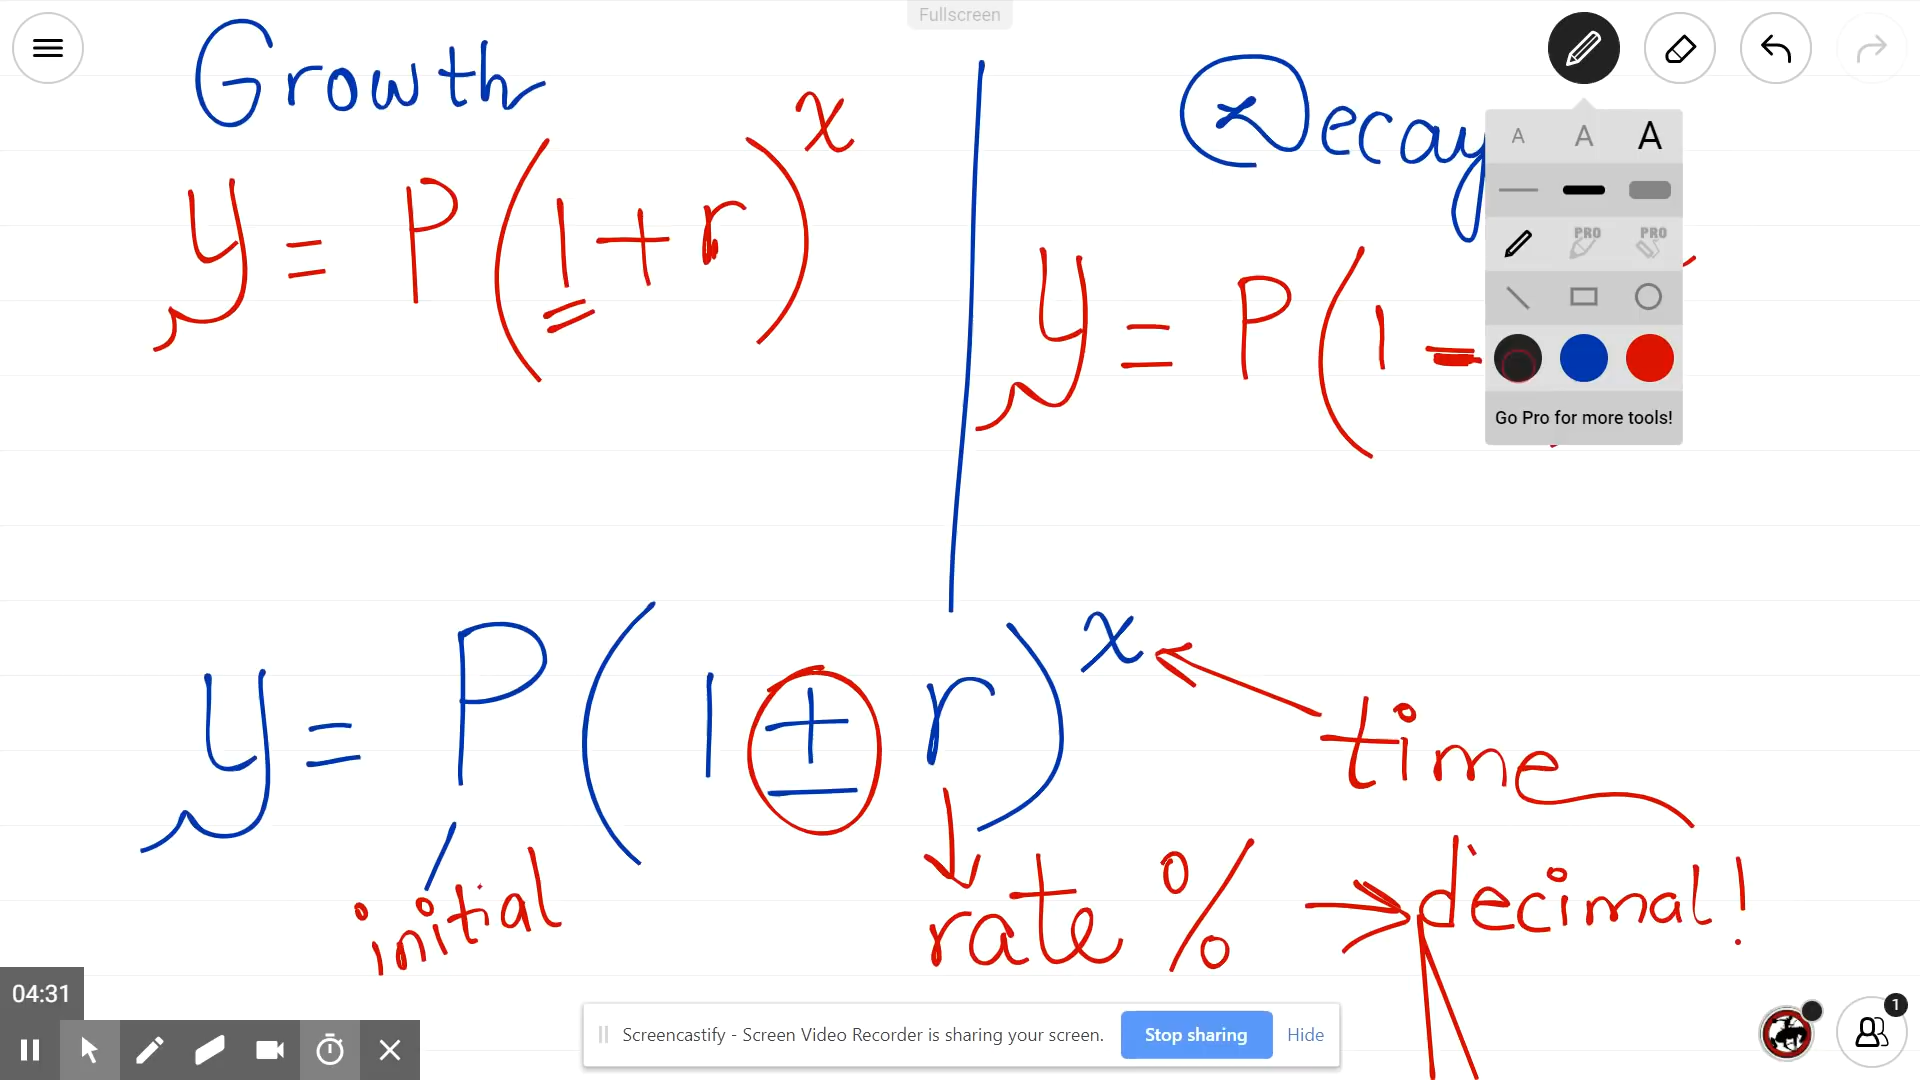 Fullscreen
Growth
y = P(1 + r)^x
Decay
y = P(1 -
A A A
PRO PRO
Go Pro for more tools!
y = P(1 ± r)^x
time
initial
rate % → decimal!
04:31
Screencastify - Screen Video Recorder is sharing your screen.
Stop sharing
Hide
1